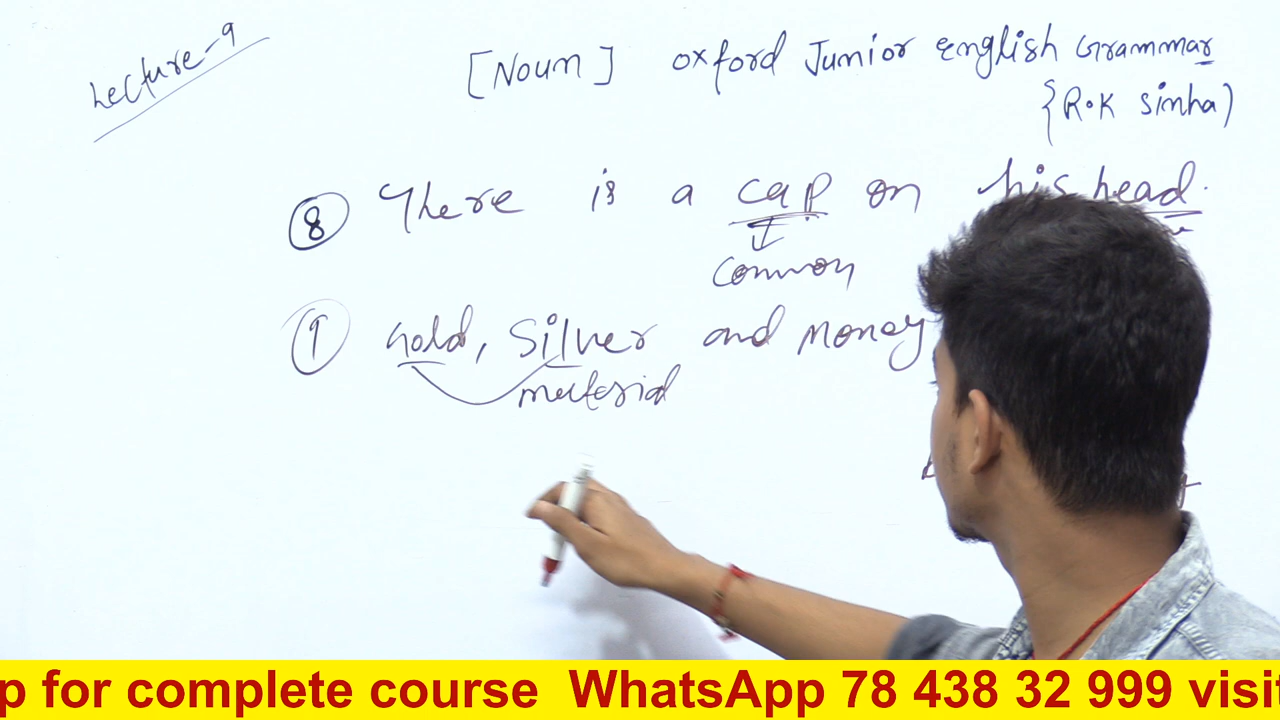 Lecture-9
[Noun] oxford Junior English Grammar
{R.K Sinha)
8 There is a cap on his head.
common
9 Gold, Silver and money
material
p for complete course WhatsApp 78 438 32 999 visit